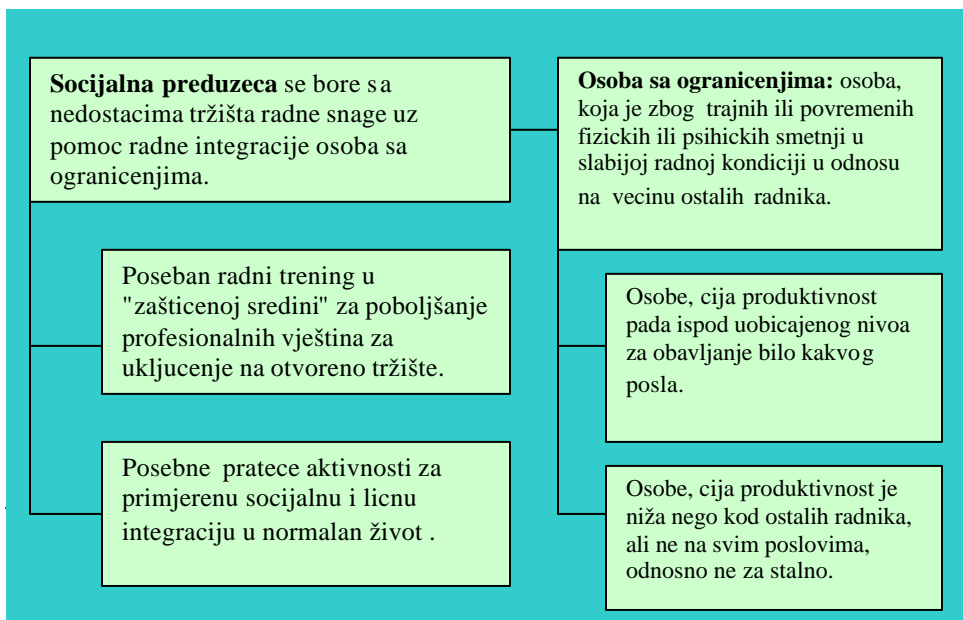 Socijalna preduzeca se bore sa
nedostacima tržišta radne snage uz
pomoc radne integracije osoba sa
ogranicenjima.
Poseban radni trening u
"zašticenoj sredini" za poboljšanje
profesionalnih vještina za
ukljucenje na otvoreno tržište.
Posebne pratece aktivnosti za
primjerenu socijalnu i licnu
integraciju u normalan život .
Osoba sa ogranicenjima: osoba,
koja je zbog trajnih ili povremenih
fizickih ili psihickih smetnji u
slabijoj radnoj kondiciji u odnosu
na vecinu ostalih radnika.
Osobe, cija produktivnost
pada ispod uobicajenog nivoa
za obavljanje bilo kakvog
posla.
Osobe, cija produktivnost je
niža nego kod ostalih radnika,
ali ne na svim poslovima,
odnosno ne za stalno.